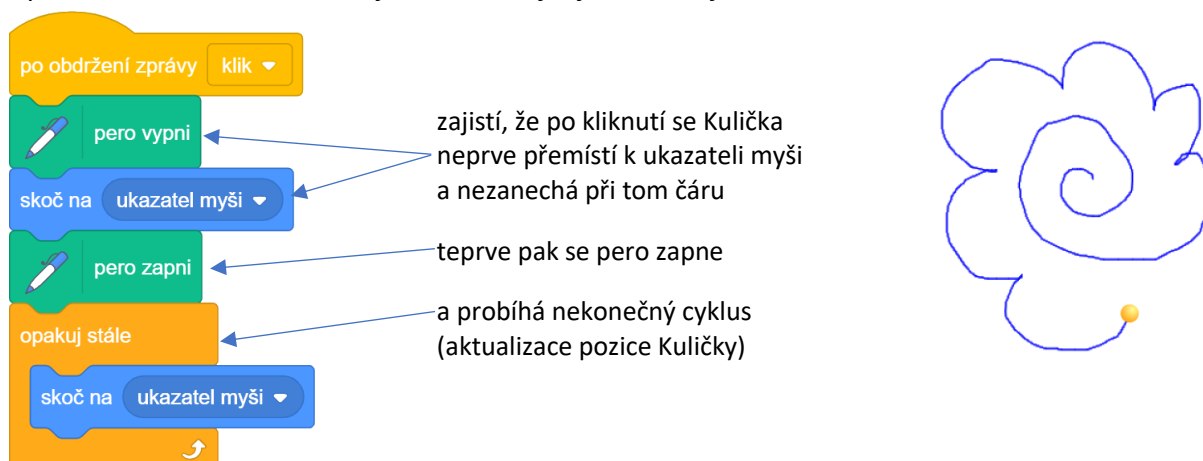 po obdržení zprávy klik
pero vypni
skoč na ukazatel myši
pero zapni
opakuj stále
skoč na ukazatel myši
zajistí, že po kliknutí se Kulička
neprve přemístí k ukazateli myši
a nezanechá při tom čáru
teprve pak se pero zapne
a probíhá nekonečný cyklus
(aktualizace pozice Kuličky)